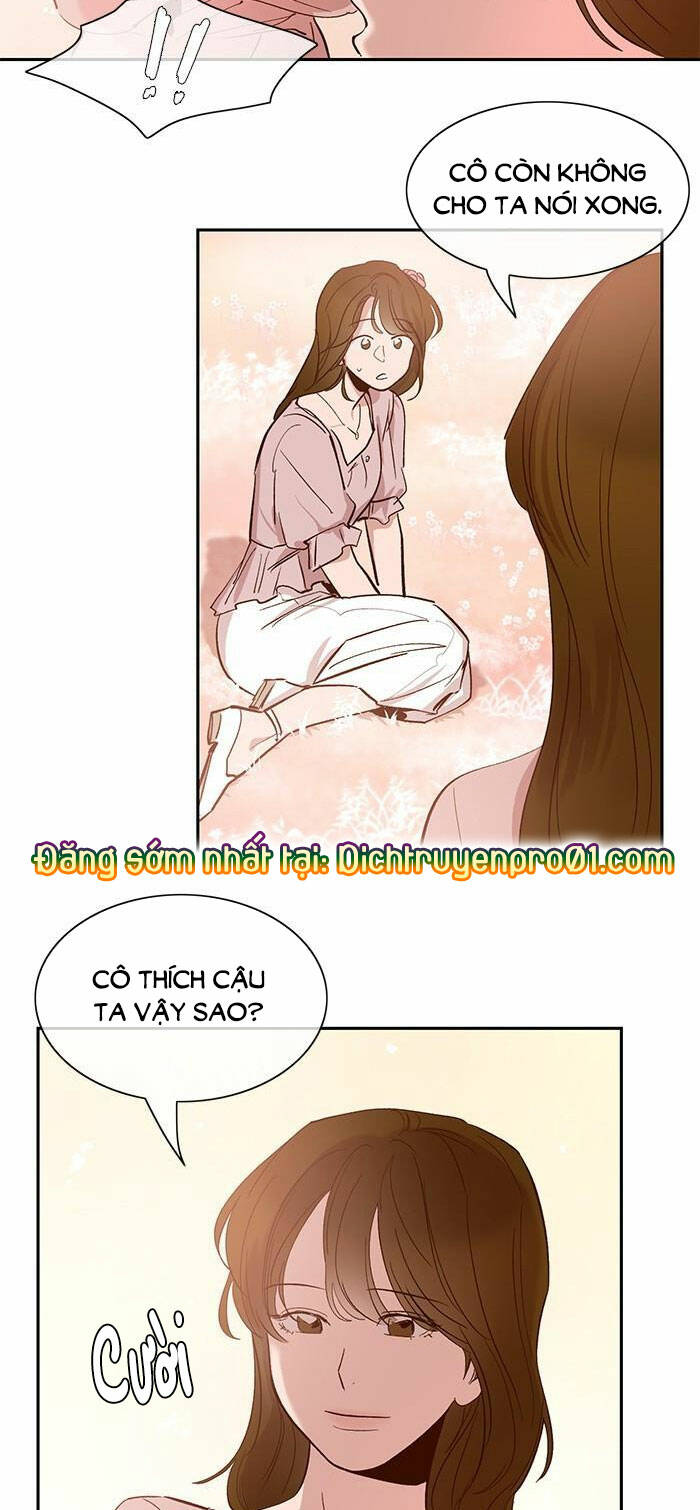 !!
CÔ CÒN KHÔNG
CHO TA NÓI XONG.
Đăng sớm nhất tại: Dichtruyenpro01.com
CÔ THÍCH CẬU
TA VẬY SAO?
Cười